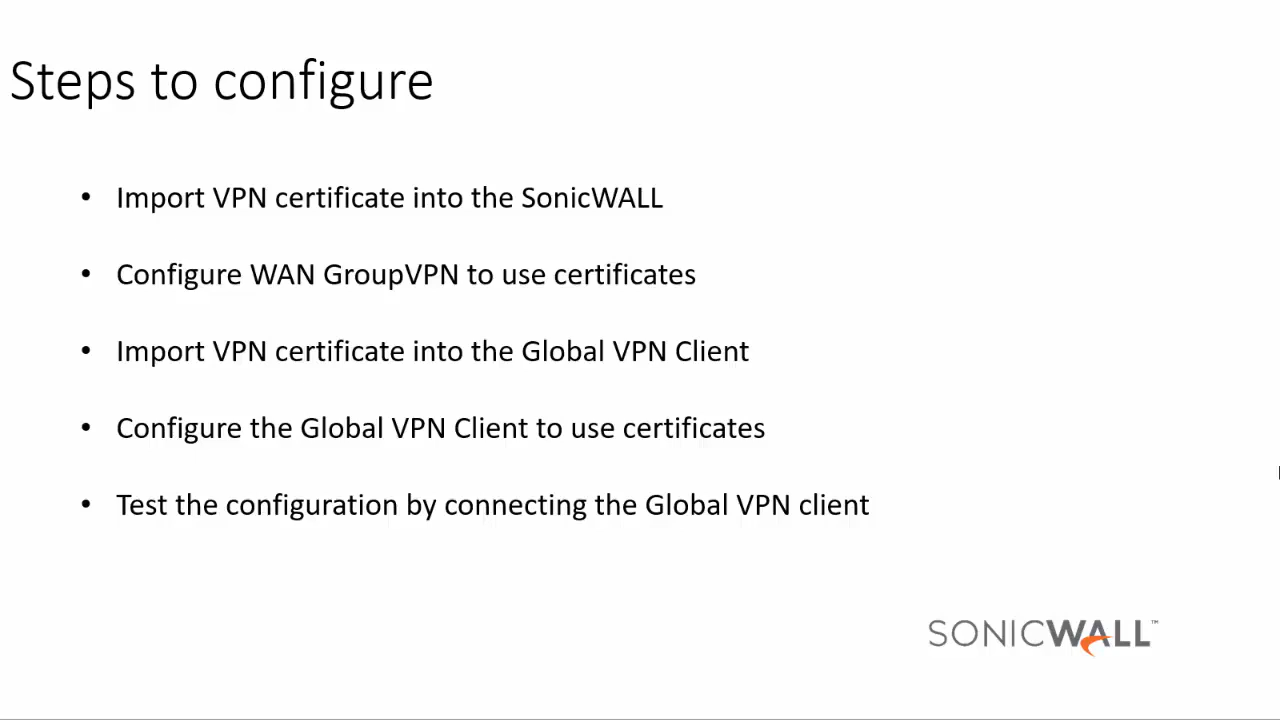 Steps to configure
• Import VPN certificate into the SonicWALL
• Configure WAN GroupVPN to use certificates
• Import VPN certificate into the Global VPN Client
• Configure the Global VPN Client to use certificates
• Test the configuration by connecting the Global VPN client
SONICWALL™